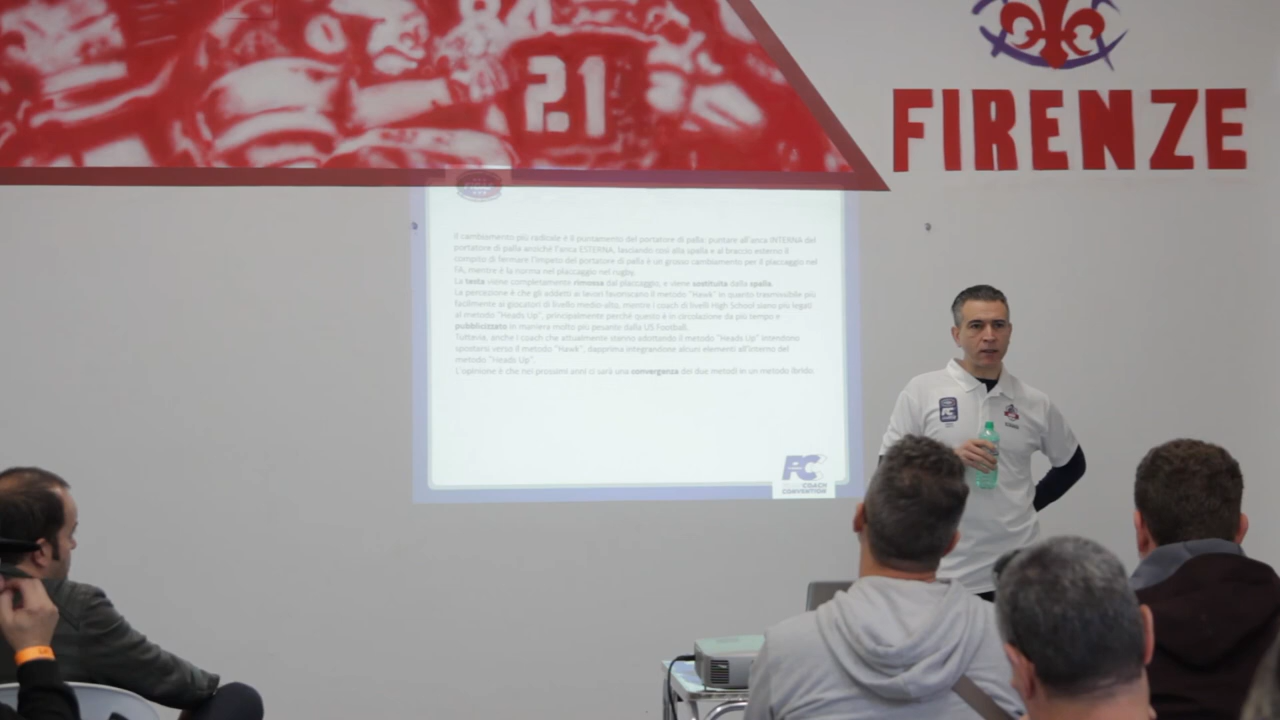 21
FIRENZE
Il cambiamento più radicale è il puntamento del portatore di palla: puntare all'anca INTERNA del
portatore di palla anziché l'anca ESTERNA, lasciando così alla spalla e al braccio esterno il
compito di fermare l'impeto del portatore di palla è un grosso cambiamento per il placcaggio nel
FA, mentre è la norma nel placcaggio nel rugby.
La testa viene completamente rimossa dal placcaggio, e viene sostituita dalla spalla.
La percezione è che gli addetti ai lavori favoriscano il metodo "Hawk" in quanto trasmissibile più
facilmente ai giocatori di livello medio alto, mentre i coach di livelli High School siano più legati
al metodo "Heads Up", principalmente perché questo è in circolazione da più tempo e
pubblicizzato in maniera molto più pesante dalla US Football.
Tuttavia, anche i coach che attualmente stanno adottando il metodo "Heads Up" intendono
spostarsi verso il metodo "Hawk", dapprima integrandone alcuni elementi all'interno del
metodo "Heads Up".
L'opinione è che nei prossimi anni ci sarà una convergenza dei due metodi in un metodo ibrido
FC
COACH
CONVENTION
FC